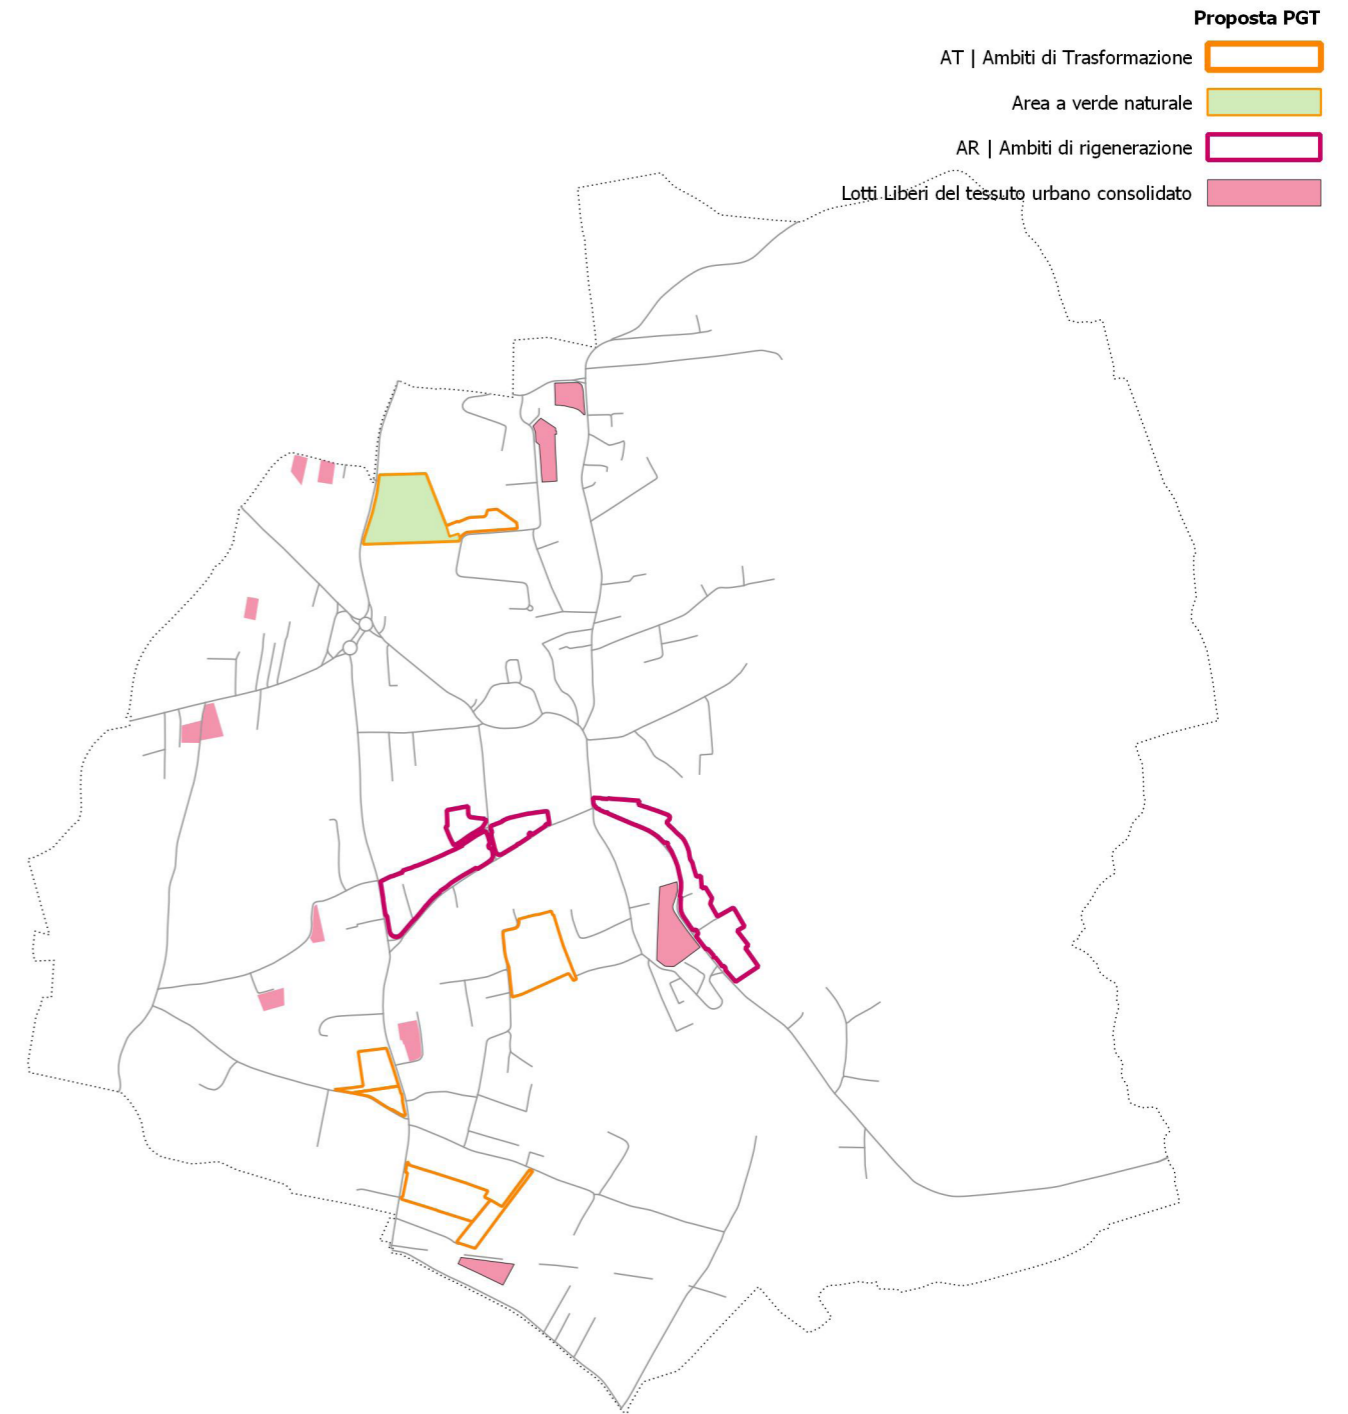 Proposta PGT
AT | Ambiti di Trasformazione
Area a verde naturale
AR | Ambiti di rigenerazione
Lotti Liberi del tessuto urbano consolidato